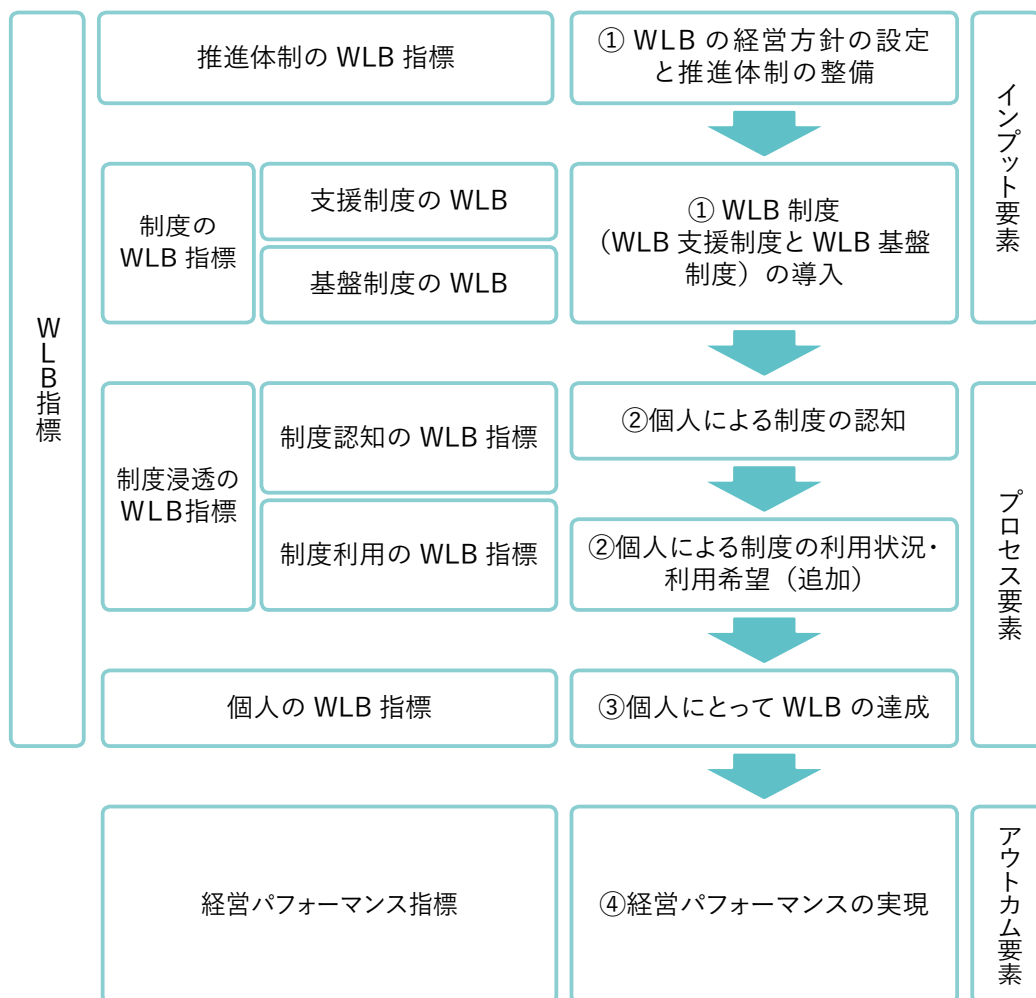 WLB指標
推進体制の WLB 指標
① WLB の経営方針の設定
と推進体制の整備
インプット要素
制度の
WLB 指標
支援制度の WLB
基盤制度の WLB
① WLB 制度
（WLB 支援制度と WLB 基盤
制度）の導入
制度浸透の
WLB指標
制度認知の WLB 指標
②個人による制度の認知
プロセス要素
制度利用の WLB 指標
②個人による制度の利用状況・
利用希望（追加）
個人の WLB 指標
③個人にとって WLB の達成
経営パフォーマンス指標
④経営パフォーマンスの実現
アウトカム要素